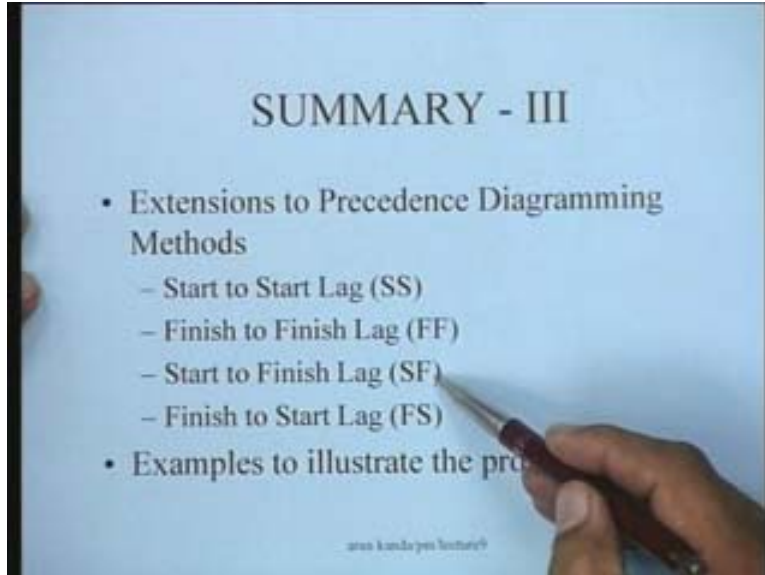 SUMMARY - III
• Extensions to Precedence Diagramming
Methods
– Start to Start Lag (SS)
– Finish to Finish Lag (FF)
– Start to Finish Lag (SF)
– Finish to Start Lag (FS)
• Examples to illustrate the